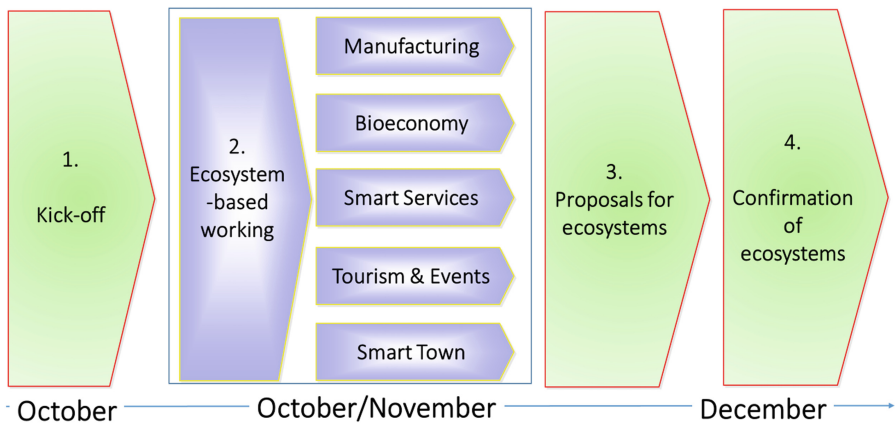 1.
Kick-off
2.
Ecosystem
-based
working
Manufacturing
Bioeconomy
Smart Services
Tourism & Events
Smart Town
3.
Proposals for
ecosystems
4.
Confirmation
of
ecosystems
October
October/November
December